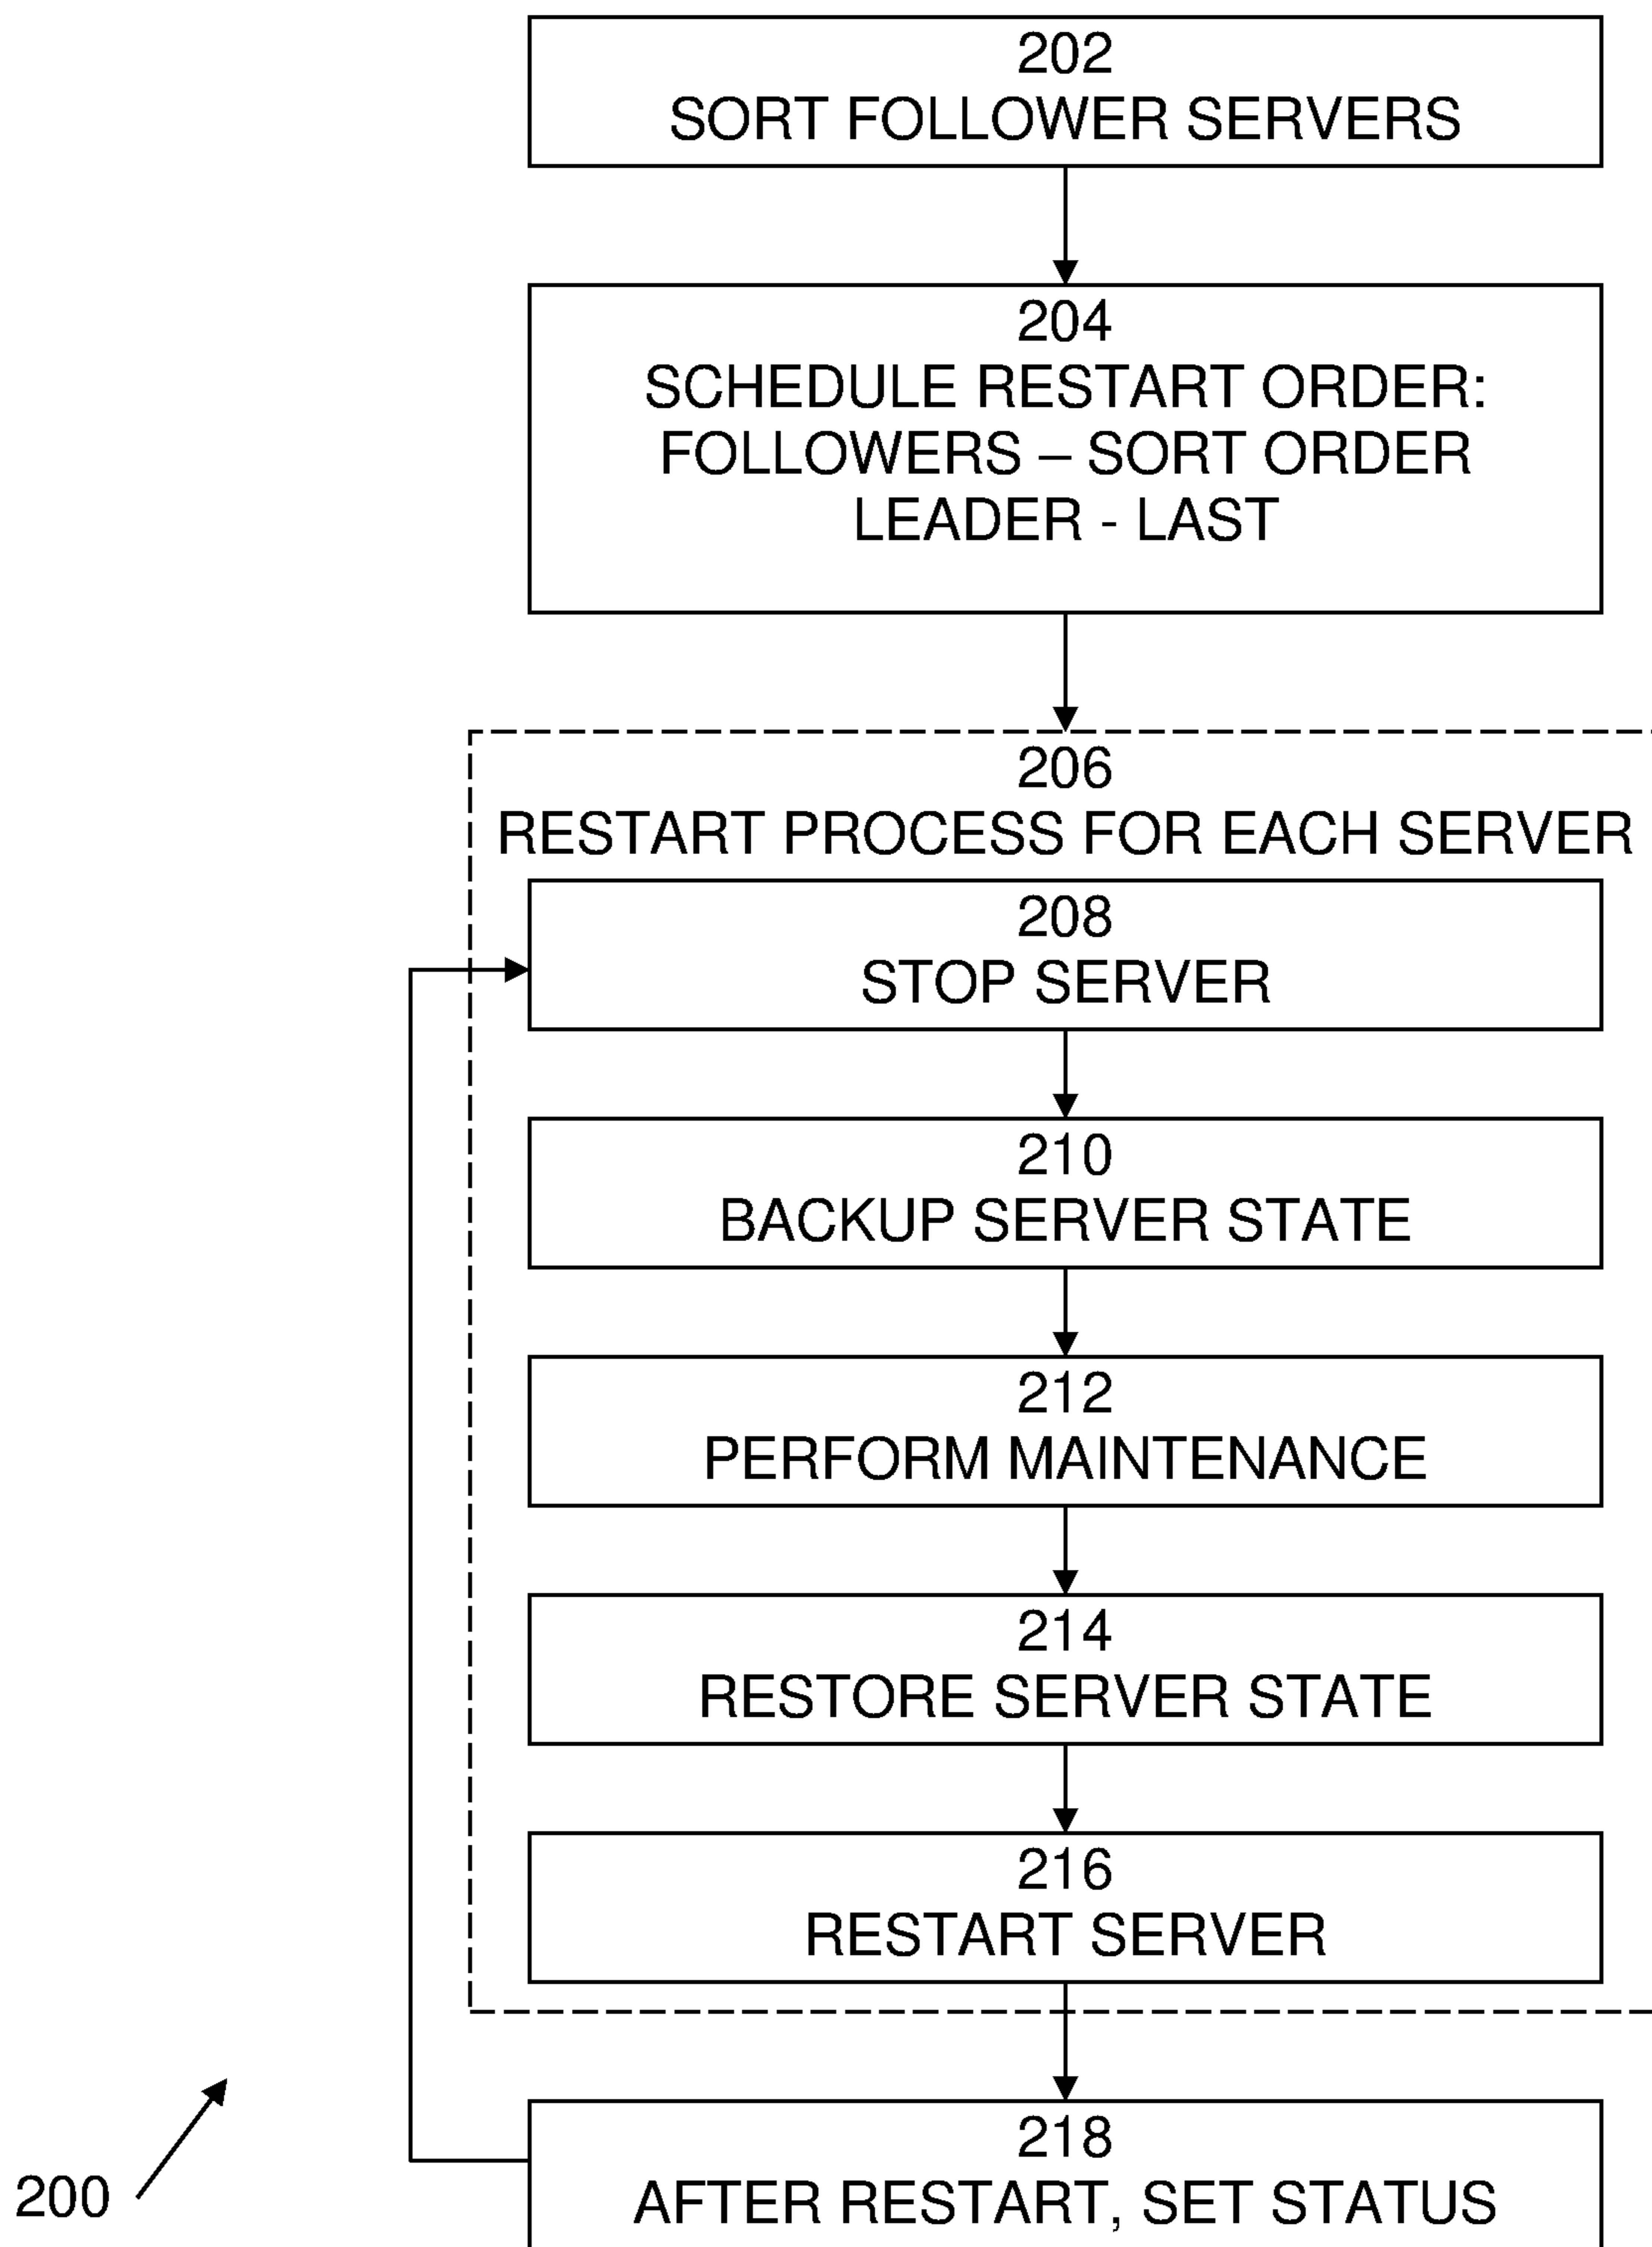 202
SORT FOLLOWER SERVERS
204
SCHEDULE RESTART ORDER:
FOLLOWERS – SORT ORDER
LEADER - LAST
206
RESTART PROCESS FOR EACH SERVER
208
STOP SERVER
210
BACKUP SERVER STATE
212
PERFORM MAINTENANCE
214
RESTORE SERVER STATE
216
RESTART SERVER
218
AFTER RESTART, SET STATUS
200